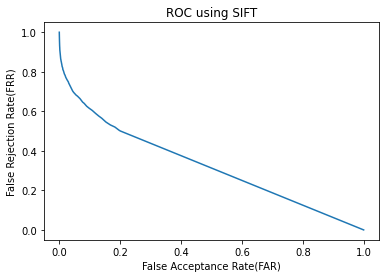 ROC using SIFT
1.0
0.8
0.6
0.4
0.2
0.0
False Rejection Rate(FRR)
0.0 0.2 0.4 0.6 0.8 1.0
False Acceptance Rate(FAR)